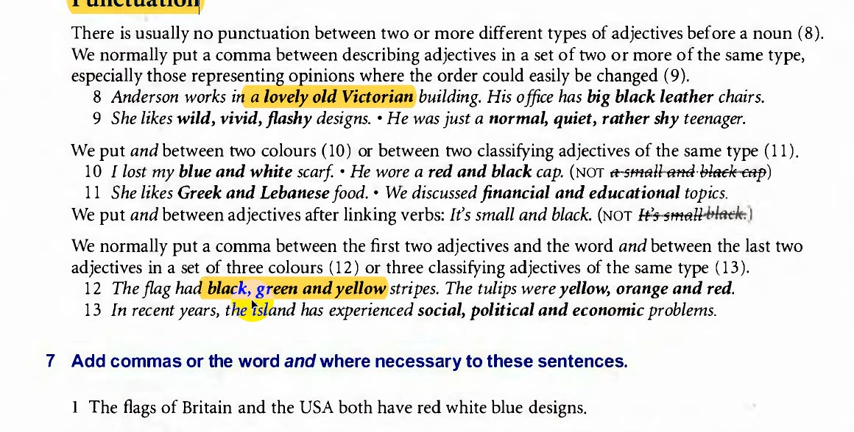 Punctuation
There is usually no punctuation between two or more different types of adjectives before a noun (8).
We normally put a comma between describing adjectives in a set of two or more of the same type,
especially those representing opinions where the order could easily be changed (9).
8 Anderson works in a lovely old Victorian building. His office has big black leather chairs.
9 She likes wild, vivid, flashy designs. • He was just a normal, quiet, rather shy teenager.
We put and between two colours (10) or between two classifying adjectives of the same type (11).
10 I lost my blue and white scarf. • He wore a red and black cap. (NOT a small and black cap)
11 She likes Greek and Lebanese food. • We discussed financial and educational topics.
We put and between adjectives after linking verbs: It's small and black. (NOT It's small black.)
We normally put a comma between the first two adjectives and the word and between the last two
adjectives in a set of three colours (12) or three classifying adjectives of the same type (13).
12 The flag had black, green and yellow stripes. The tulips were yellow, orange and red.
13 In recent years, the island has experienced social, political and economic problems.
7 Add commas or the word and where necessary to these sentences.
1 The flags of Britain and the USA both have red white blue designs.